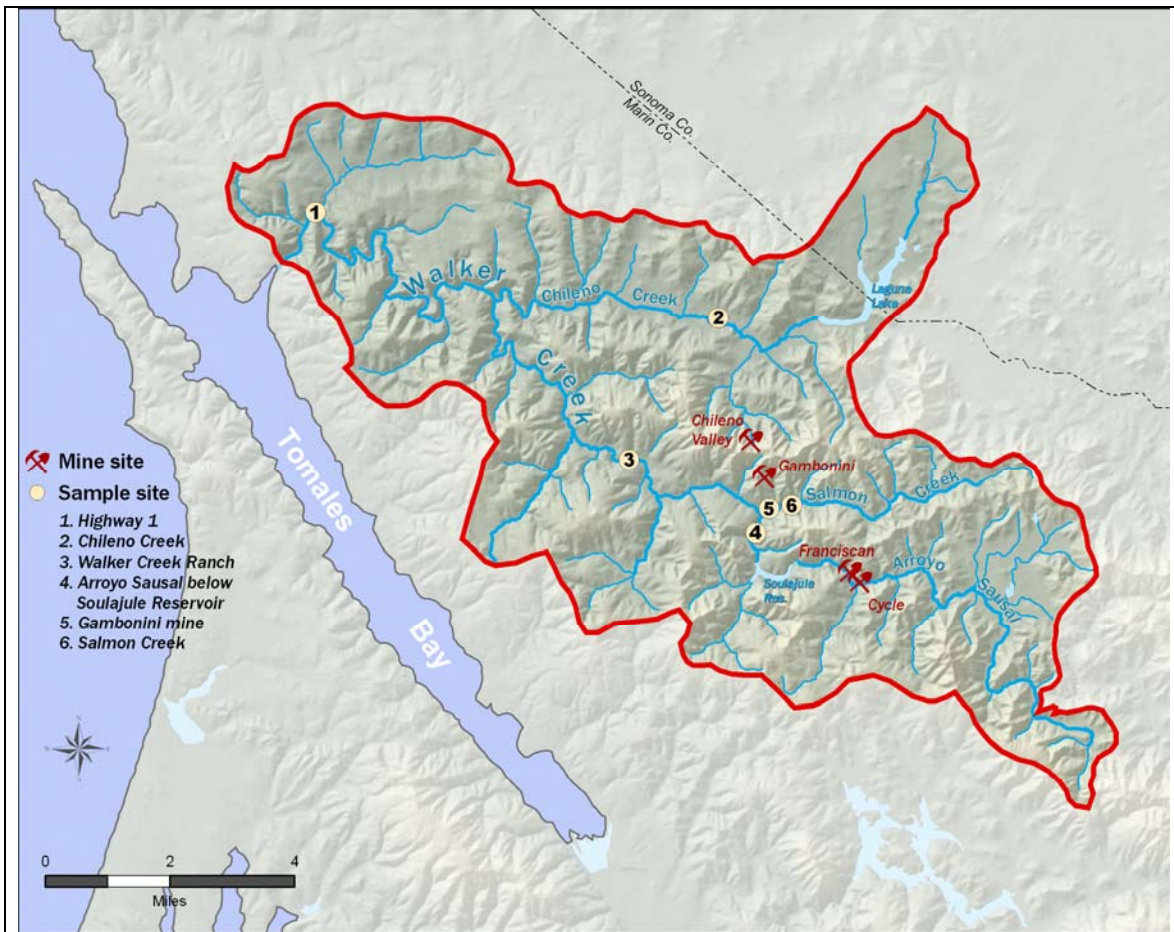 Sonoma Co.
Marin Co.
1
Walker
Chileno Creek
2
Laguna
Lake
Creek
Chileno
Valley
3
Gambonini
Mine site
Sample site
1. Highway 1
2. Chileno Creek
3. Walker Creek Ranch
4. Arroyo Sausal below
Soulajule Reservoir
5. Gambonini mine
6. Salmon Creek
Tomales
Bay
5
6
Salmon Creek
4
Franciscan
Arroyo
Sausal
Soulajule
Res.
Cycle
0 2 4
Miles